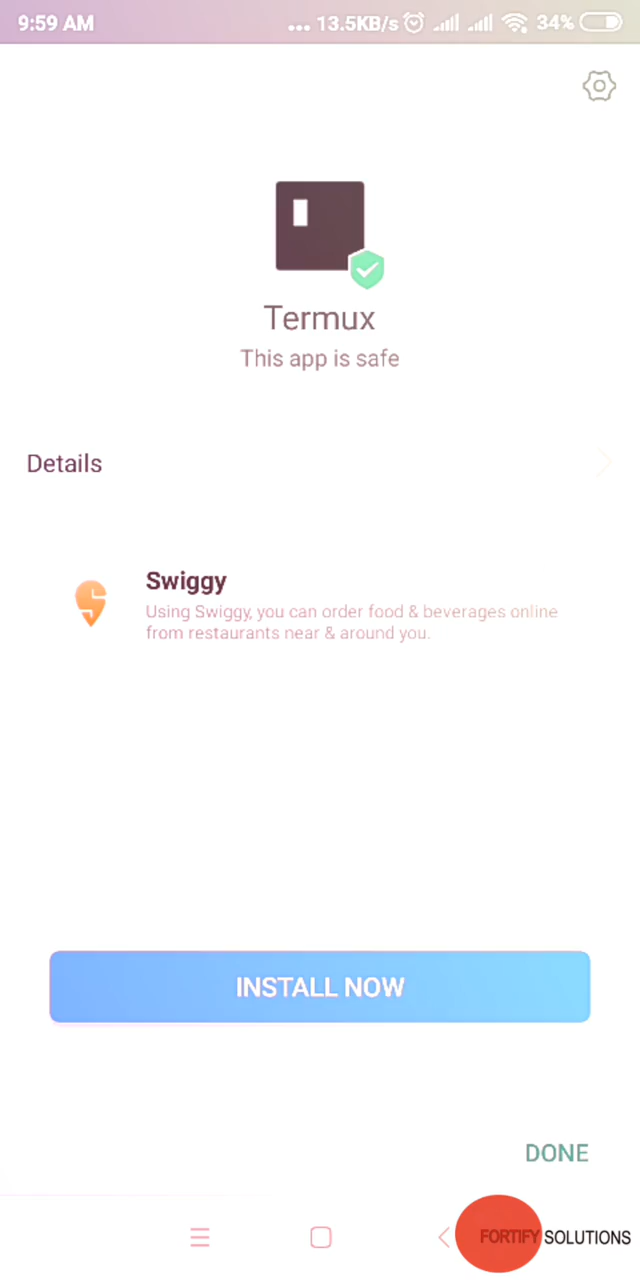 9:59 AM ... 13.5KB/s 34%
Termux
This app is safe
Details
Swiggy
Using Swiggy, you can order food & beverages online
from restaurants near & around you.
INSTALL NOW
DONE
FORTIFY SOLUTIONS